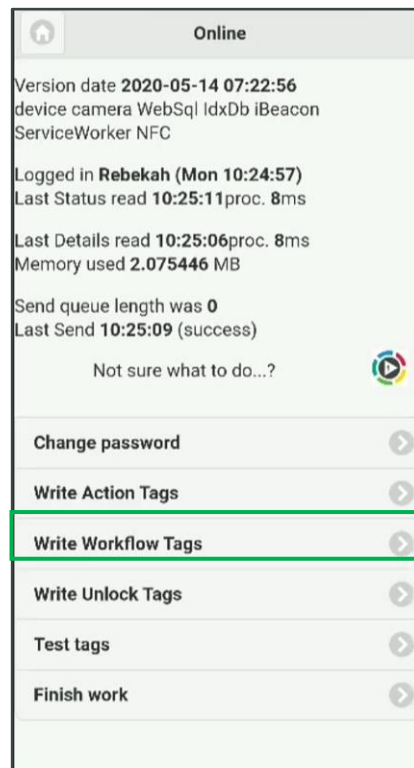 Online
Version date 2020-05-14 07:22:56
device camera WebSql IdxDb iBeacon
ServiceWorker NFC
Logged in Rebekah (Mon 10:24:57)
Last Status read 10:25:11proc. 8ms
Last Details read 10:25:06proc. 8ms
Memory used 2.075446 MB
Send queue length was 0
Last Send 10:25:09 (success)
Not sure what to do...?
Change password
Write Action Tags
Write Workflow Tags
Write Unlock Tags
Test tags
Finish work